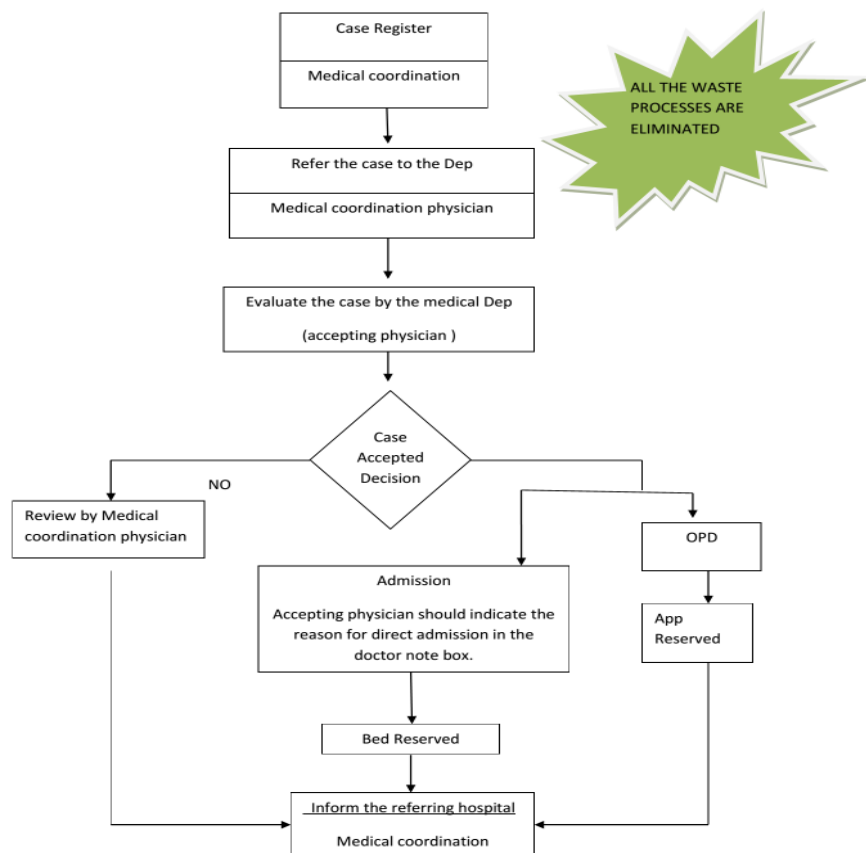 Case Register
Medical coordination
ALL THE WASTE
PROCESSES ARE
ELIMINATED
Refer the case to the Dep
Medical coordination physician
Evaluate the case by the medical Dep
(accepting physician )
Case
Accepted
Decision
NO
Review by Medical
coordination physician
OPD
Admission
Accepting physician should indicate the
reason for direct admission in the
doctor note box.
App
Reserved
Bed Reserved
Inform the referring hospital
Medical coordination